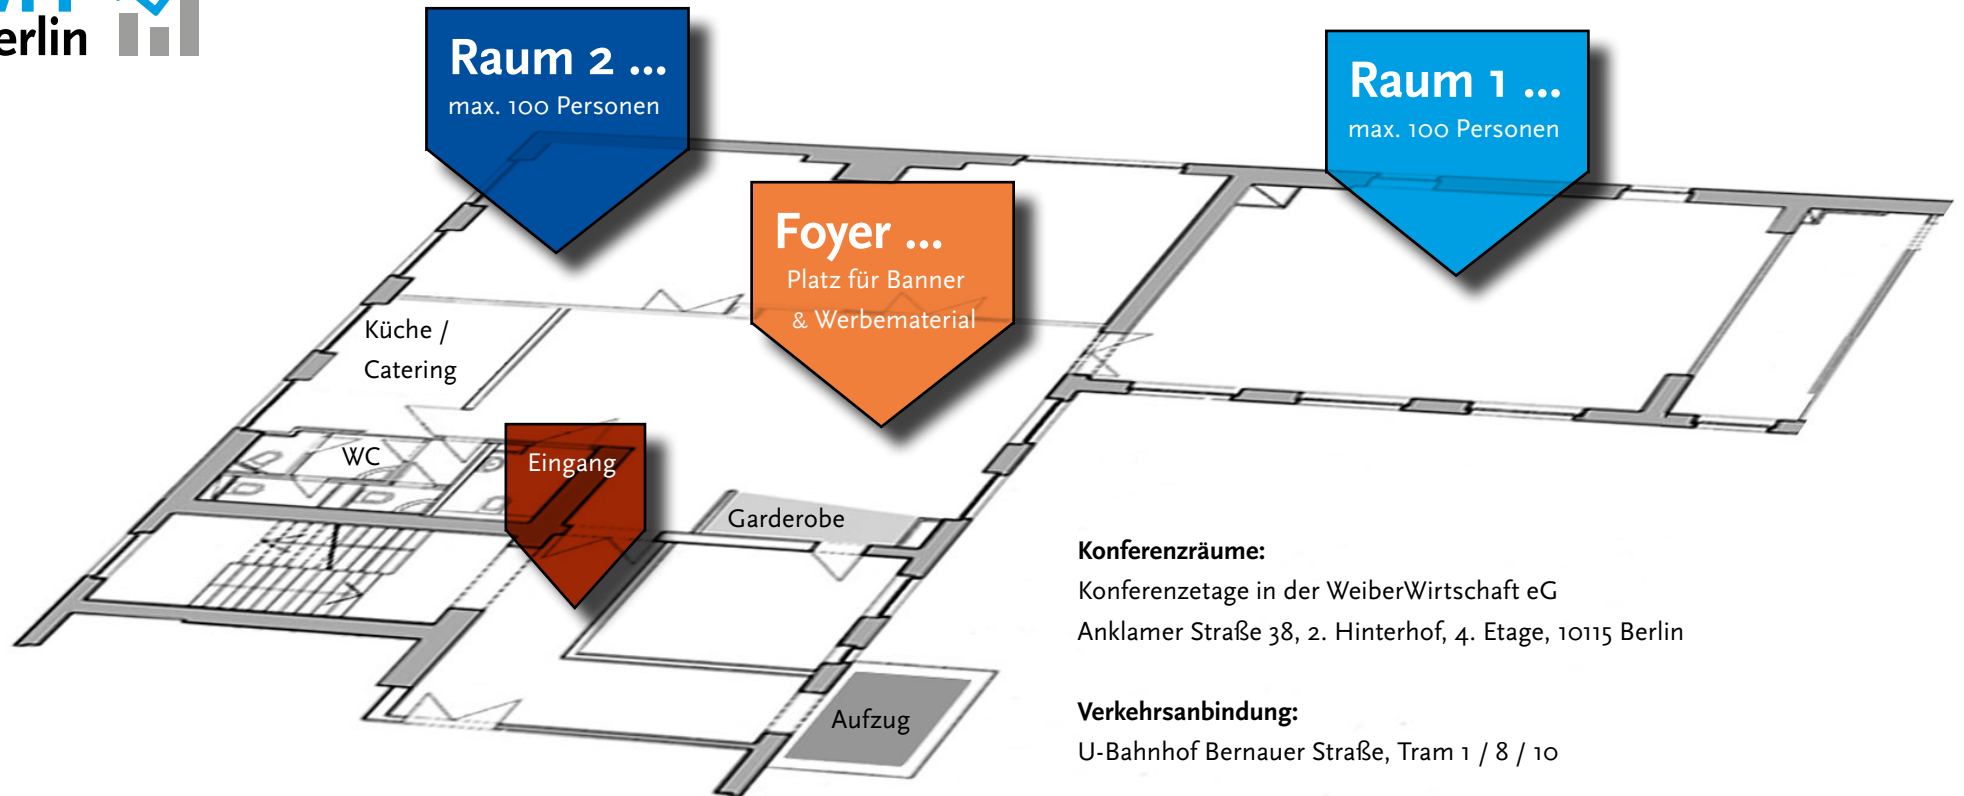 erlin
Raum 2 ...
max. 100 Personen
Raum 1 ...
max. 100 Personen
Foyer ...
Platz für Banner
& Werbematerial
Küche /
Catering
WC
Eingang
Garderobe
Aufzug
Konferenzräume:
Konferenzetage in der WeiberWirtschaft eG
Anklamer Straße 38, 2. Hinterhof, 4. Etage, 10115 Berlin
Verkehrsanbindung:
U-Bahnhof Bernauer Straße, Tram 1 / 8 / 10